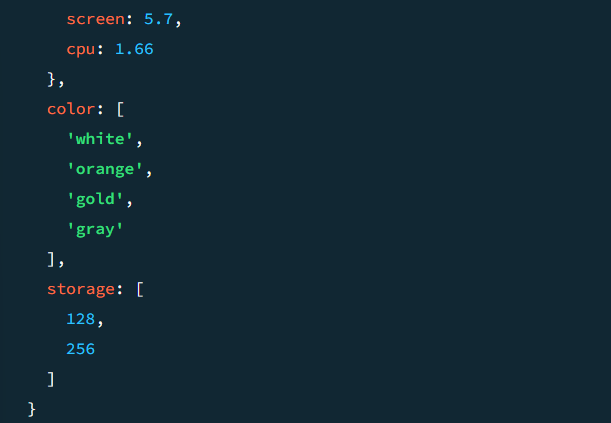 screen: 5.7,
cpu: 1.66
},
color: [
'white',
'orange',
'gold',
'gray'
],
storage: [
128,
256
]
}